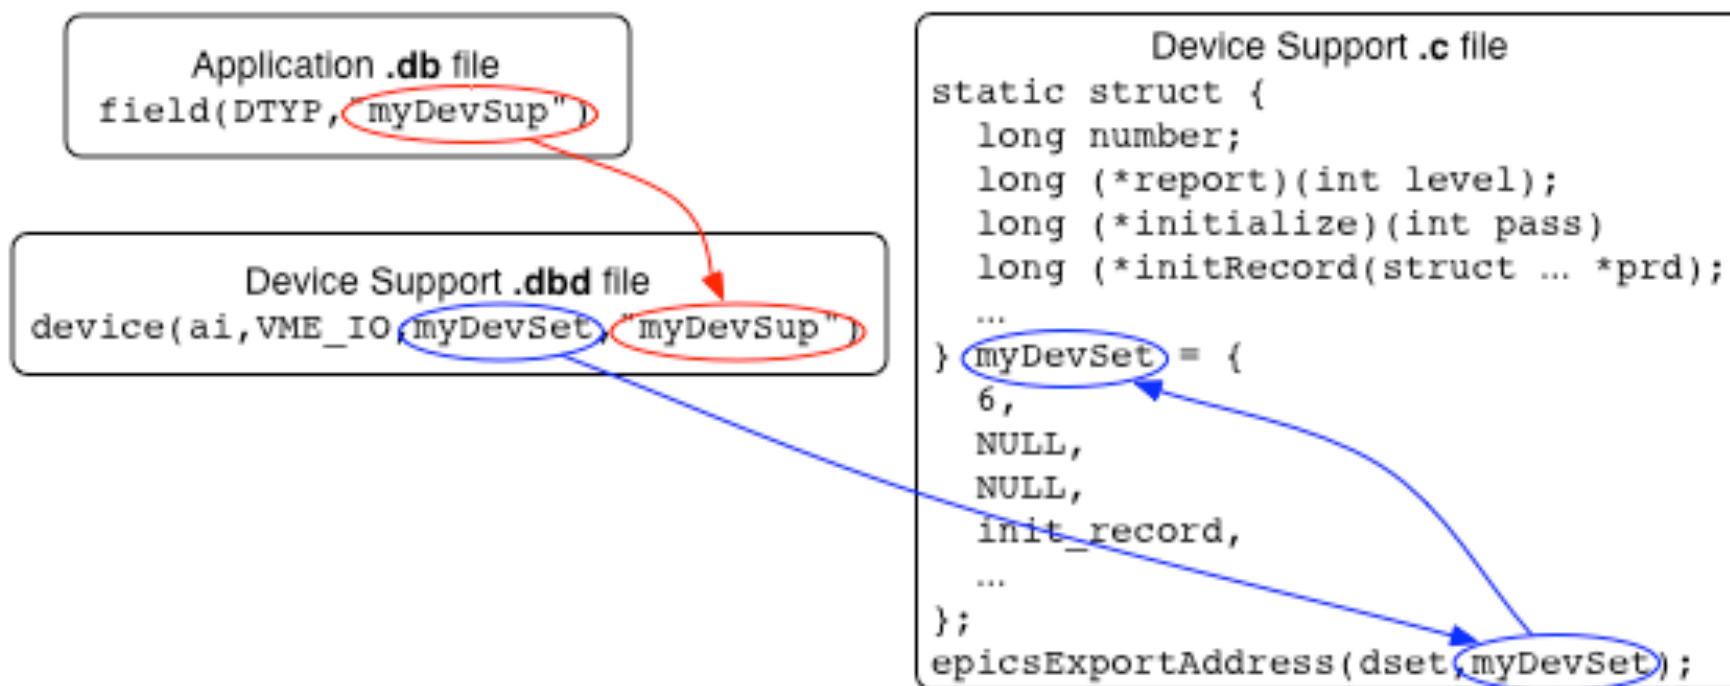 Application .db file
field(DTYP,"myDevSup")
Device Support .dbd file
device(ai,VME_IO,myDevSet,"myDevSup")
Device Support .c file
static struct {
long number;
long (*report)(int level);
long (*initialize)(int pass)
long (*initRecord(struct … *prd);
…
} myDevSet = {
6,
NULL,
NULL,
init_record,
…
};
epicsExportAddress(dset,myDevSet);